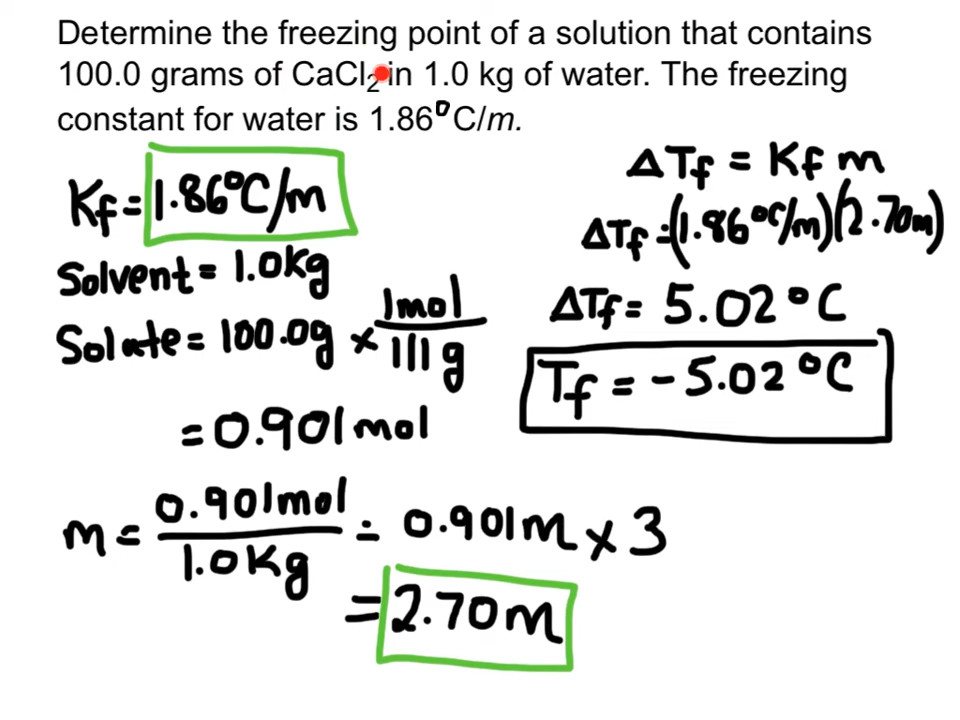 Determine the freezing point of a solution that contains
100.0 grams of CaCl₂ in 1.0 kg of water. The freezing
constant for water is 1.86°C/m.
Kf = 1.86°C/m
Solvent = 1.0Kg
Solute = 100.0g × 1mol / 111g
= 0.901mol
m = 0.901mol / 1.0Kg = 0.901m × 3
= 2.70m
ΔTf = Kf m
ΔTf = (1.86°C/m)(2.70m)
ΔTf = 5.02°C
Tf = -5.02°C